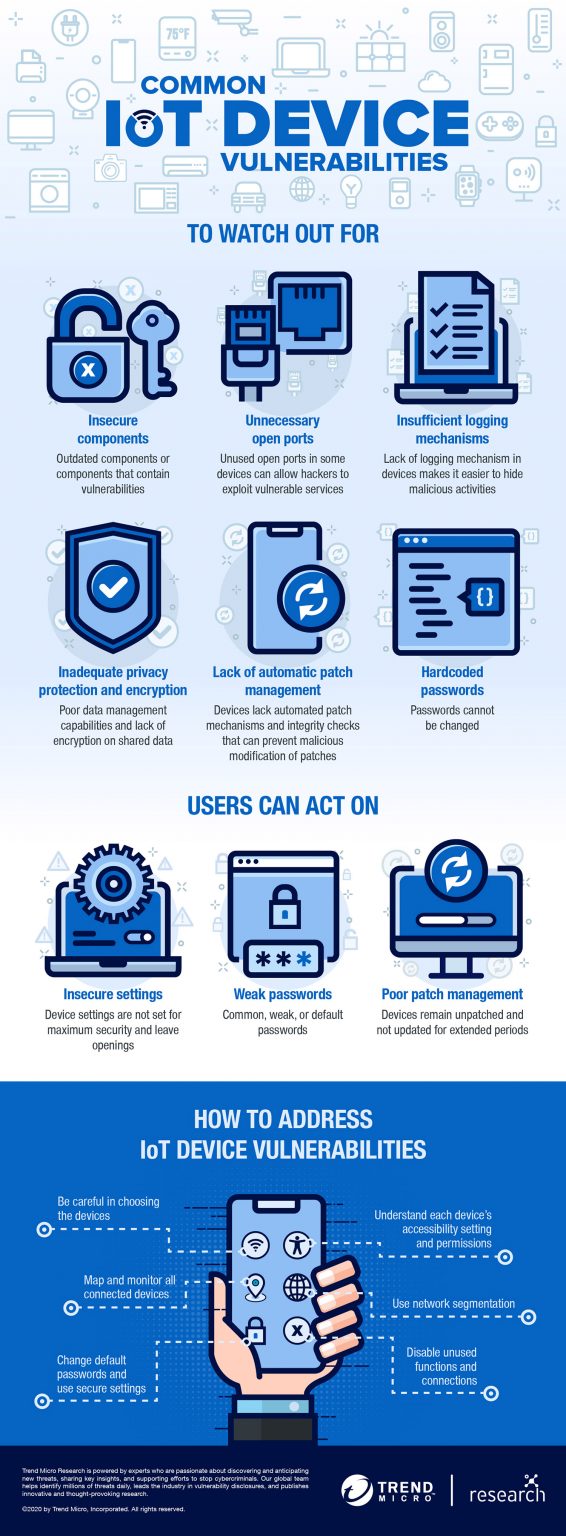 75°F
COMMON
IoT DEVICE
VULNERABILITIES
TO WATCH OUT FOR
Insecure
components
Outdated components or
components that contain
vulnerabilities
Unnecessary
open ports
Unused open ports in some
devices can allow hackers to
exploit vulnerable services
Insufficient logging
mechanisms
Lack of logging mechanism in
devices makes it easier to hide
malicious activities
Inadequate privacy
protection and encryption
Poor data management
capabilities and lack of
encryption on shared data
Lack of automatic patch
management
Devices lack automated patch
mechanisms and integrity checks
that can prevent malicious
modification of patches
Hardcoded
passwords
Passwords cannot
be changed
USERS CAN ACT ON
Insecure settings
Device settings are not set for
maximum security and leave
openings
Weak passwords
Common, weak, or default
passwords
Poor patch management
Devices remain unpatched and
not updated for extended periods
HOW TO ADDRESS
IoT DEVICE VULNERABILITIES
Be careful in choosing
the devices
Map and monitor all
connected devices
Change default
passwords and
use secure settings
Understand each device's
accessibility setting
and permissions
Use network segmentation
Disable unused
functions and
connections
Trend Micro Research is powered by experts who are passionate about discovering and anticipating
new threats, sharing key insights, and supporting efforts to stop cybercriminals. Our global team
helps identify millions of threats daily, leads the industry in vulnerability disclosures, and publishes
innovative and thought-provoking research.
©2020 by Trend Micro, Incorporated. All rights reserved.
TREND
MICRO™
research